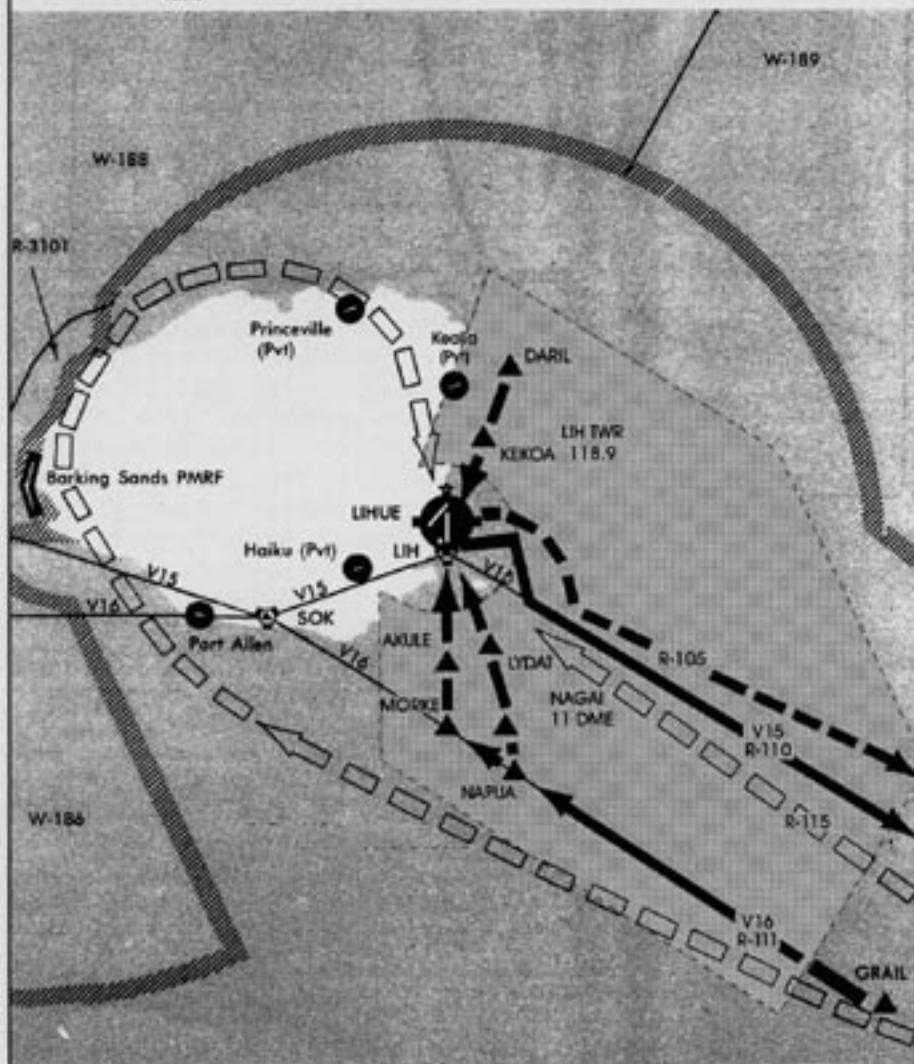 W-189
W-188
R-3101
Princeville
(Pvt)
Kealia
(Pvt)
DARIL
LIH TWR
118.9
KEKOA
Barking Sands PMRF
LIHUE
Haiku (Pvt)
LIH
V15
V15
V15
V16
SOK
Port Allen
V16
AKULE
LYDAT
R-105
MORKE
NAGAI
11 DME
V15
R-110
NAPUA
R-115
W-186
V16
R-111
GRAIL